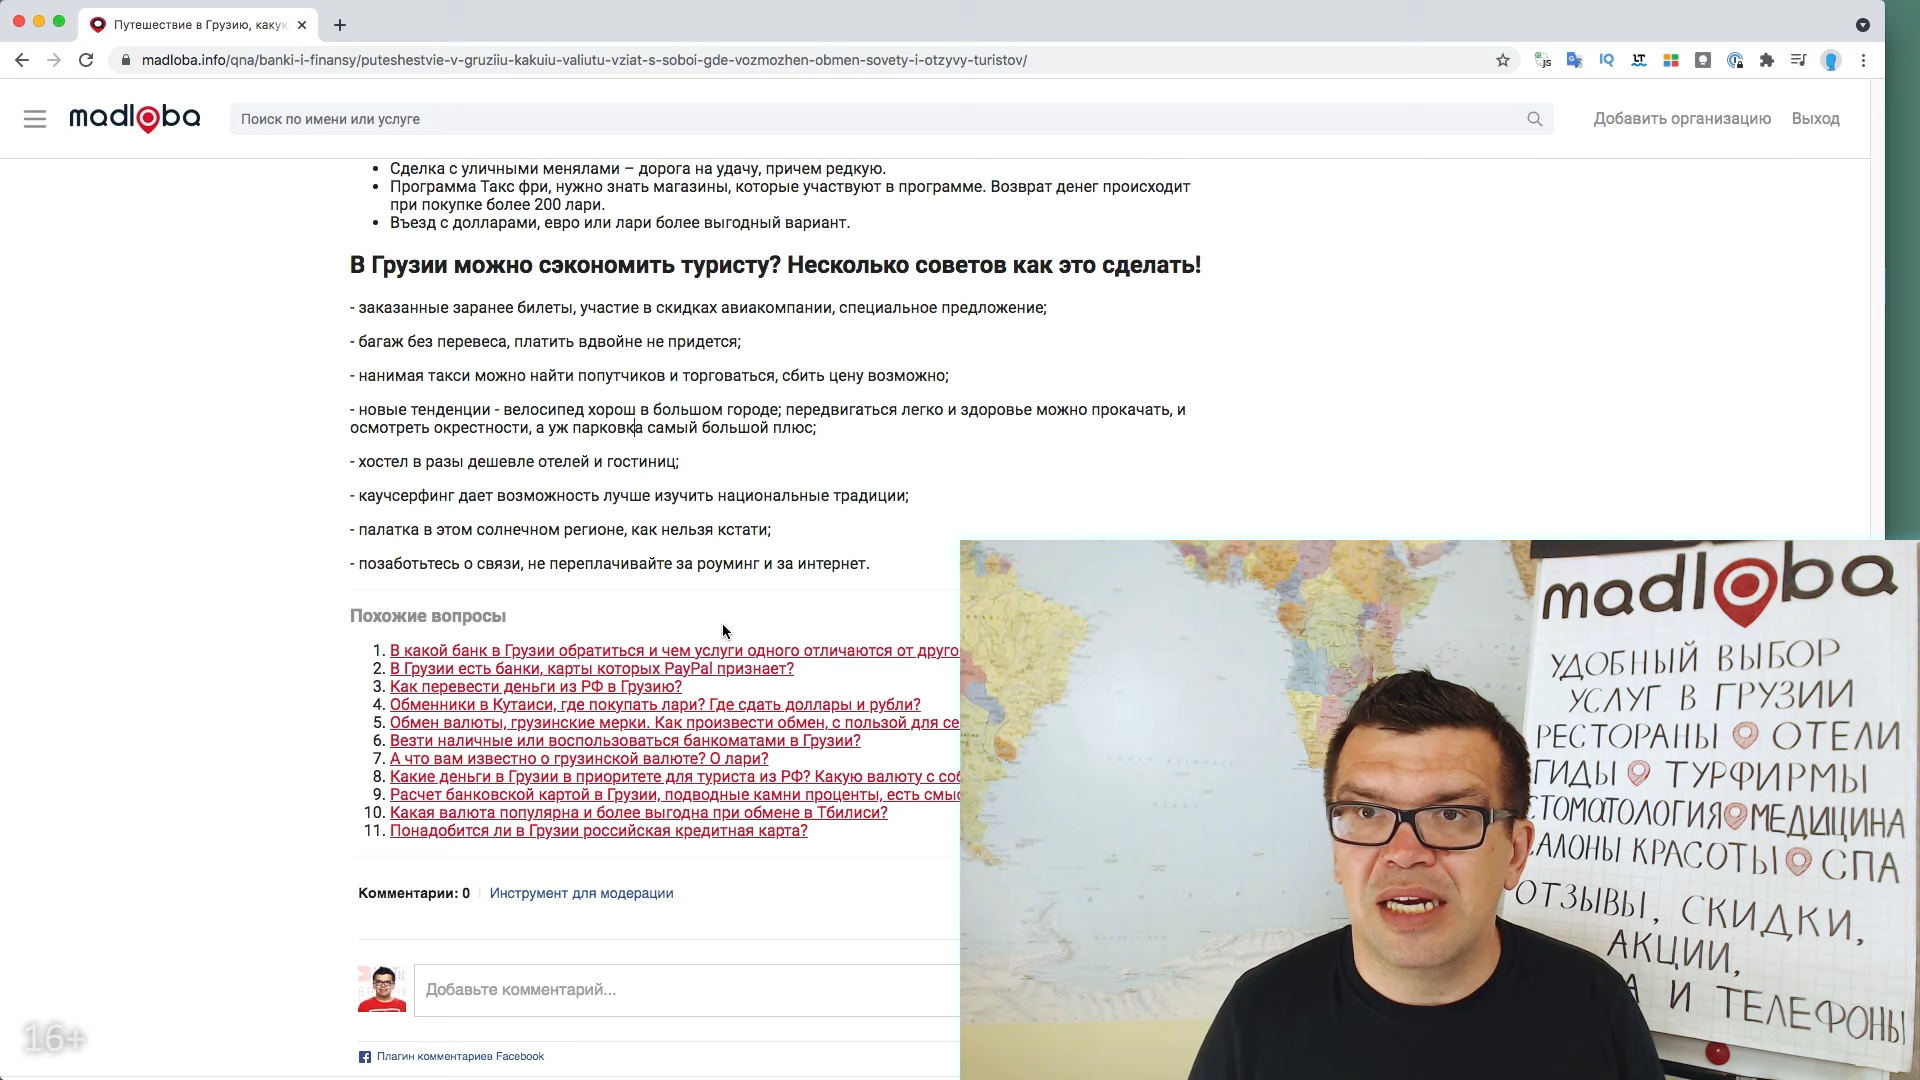 Путешествие в Грузию, какую
madloba.info/qna/banki-i-finansy/puteshestvie-v-gruziiu-kakuiu-valiutu-vziat-s-soboi-gde-vozmozhen-obmen-sovety-i-otzyvy-turistov/
madloba
Поиск по имени или услуге
Добавить организацию
Выход
Сделка с уличными менялами – дорога на удачу, причем редкую.
Программа Такс фри, нужно знать магазины, которые участвуют в программе. Возврат денег происходит
при покупке более 200 лари.
Въезд с долларами, евро или лари более выгодный вариант.
В Грузии можно сэкономить туристу? Несколько советов как это сделать!
- заказанные заранее билеты, участие в скидках авиакомпании, специальное предложение;
- багаж без перевеса, платить вдвойне не придется;
- нанимая такси можно найти попутчиков и торговаться, сбить цену возможно;
- новые тенденции - велосипед хорош в большом городе; передвигаться легко и здоровье можно прокачать, и
осмотреть окрестности, а уж парковка самый большой плюс;
- хостел в разы дешевле отелей и гостиниц;
- каучсерфинг дает возможность лучше изучить национальные традиции;
- палатка в этом солнечном регионе, как нельзя кстати;
- позаботьтесь о связи, не переплачивайте за роуминг и за интернет.
Похожие вопросы
1. В какой банк в Грузии обратиться и чем услуги одного отличаются от друго
2. В Грузии есть банки, карты которых PayPal признает?
3. Как перевести деньги из РФ в Грузию?
4. Обменники в Кутаиси, где покупать лари? Где сдать доллары и рубли?
5. Обмен валюты, грузинские мерки. Как произвести обмен, с пользой для се
6. Везти наличные или воспользоваться банкоматами в Грузии?
7. А что вам известно о грузинской валюте? О лари?
8. Какие деньги в Грузии в приоритете для туриста из РФ? Какую валюту с соб
9. Расчет банковской картой в Грузии, подводные камни проценты, есть смыс
10. Какая валюта популярна и более выгодна при обмене в Тбилиси?
11. Понадобится ли в Грузии российская кредитная карта?
Комментарии: 0
Инструмент для модерации
Добавьте комментарий...
Плагин комментариев Facebook
16+
madloba
УДОБНЫЙ ВЫБОР
УСЛУГ В ГРУЗИИ
РЕСТОРАНЫ ОТЕЛИ
ГИДЫ ТУРФИРМЫ
СТОМАТОЛОГИЯ МЕДИЦИНА
САЛОНЫ КРАСОТЫ СПА
ОТЗЫВЫ, СКИДКИ,
АКЦИИ,
А И ТЕЛЕФОНЫ